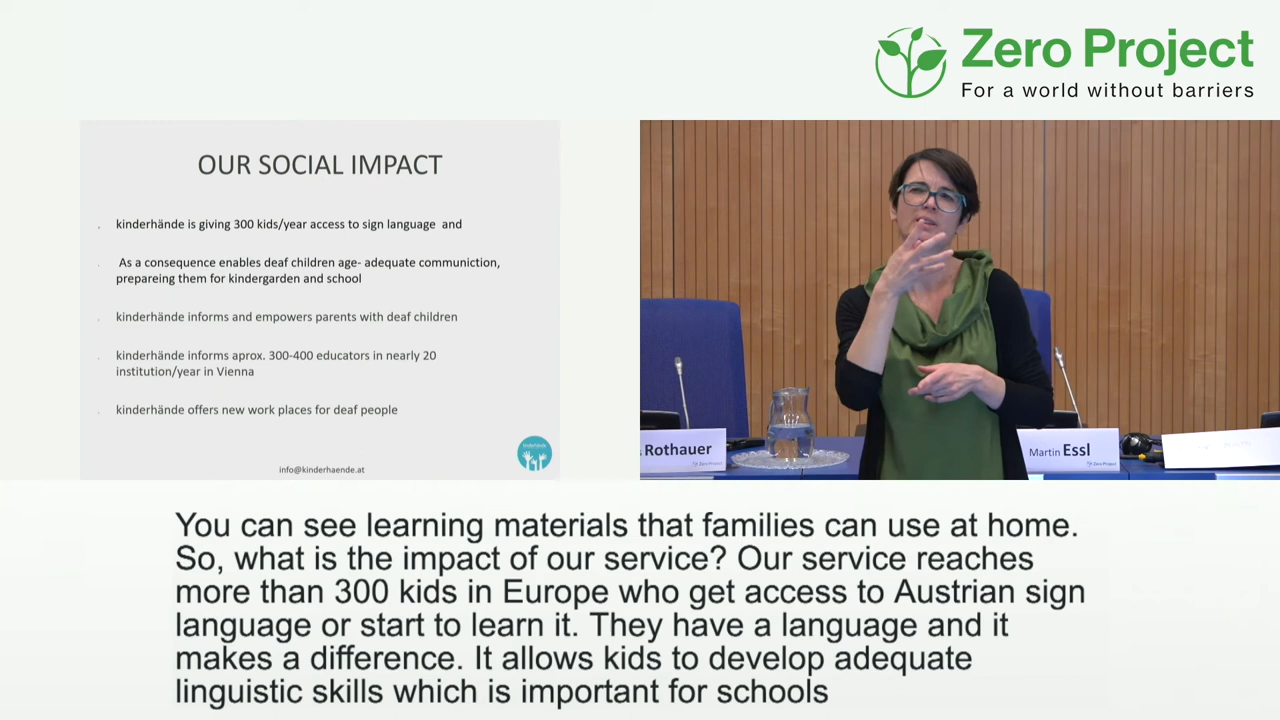 Zero Project
For a world without barriers
OUR SOCIAL IMPACT
kinderhände is giving 300 kids/year access to sign language and
As a consequence enables deaf children age- adequate communiction,
prepareing them for kindergarden and school
kinderhände informs and empowers parents with deaf children
kinderhände informs aprox. 300-400 educators in nearly 20
institution/year in Vienna
kinderhände offers new work places for deaf people
kinderhände
info@kinderhaende.at
Rothauer
Zero Project
Martin Essl
Zero Project
You can see learning materials that families can use at home.
So, what is the impact of our service? Our service reaches
more than 300 kids in Europe who get access to Austrian sign
language or start to learn it. They have a language and it
makes a difference. It allows kids to develop adequate
linguistic skills which is important for schools